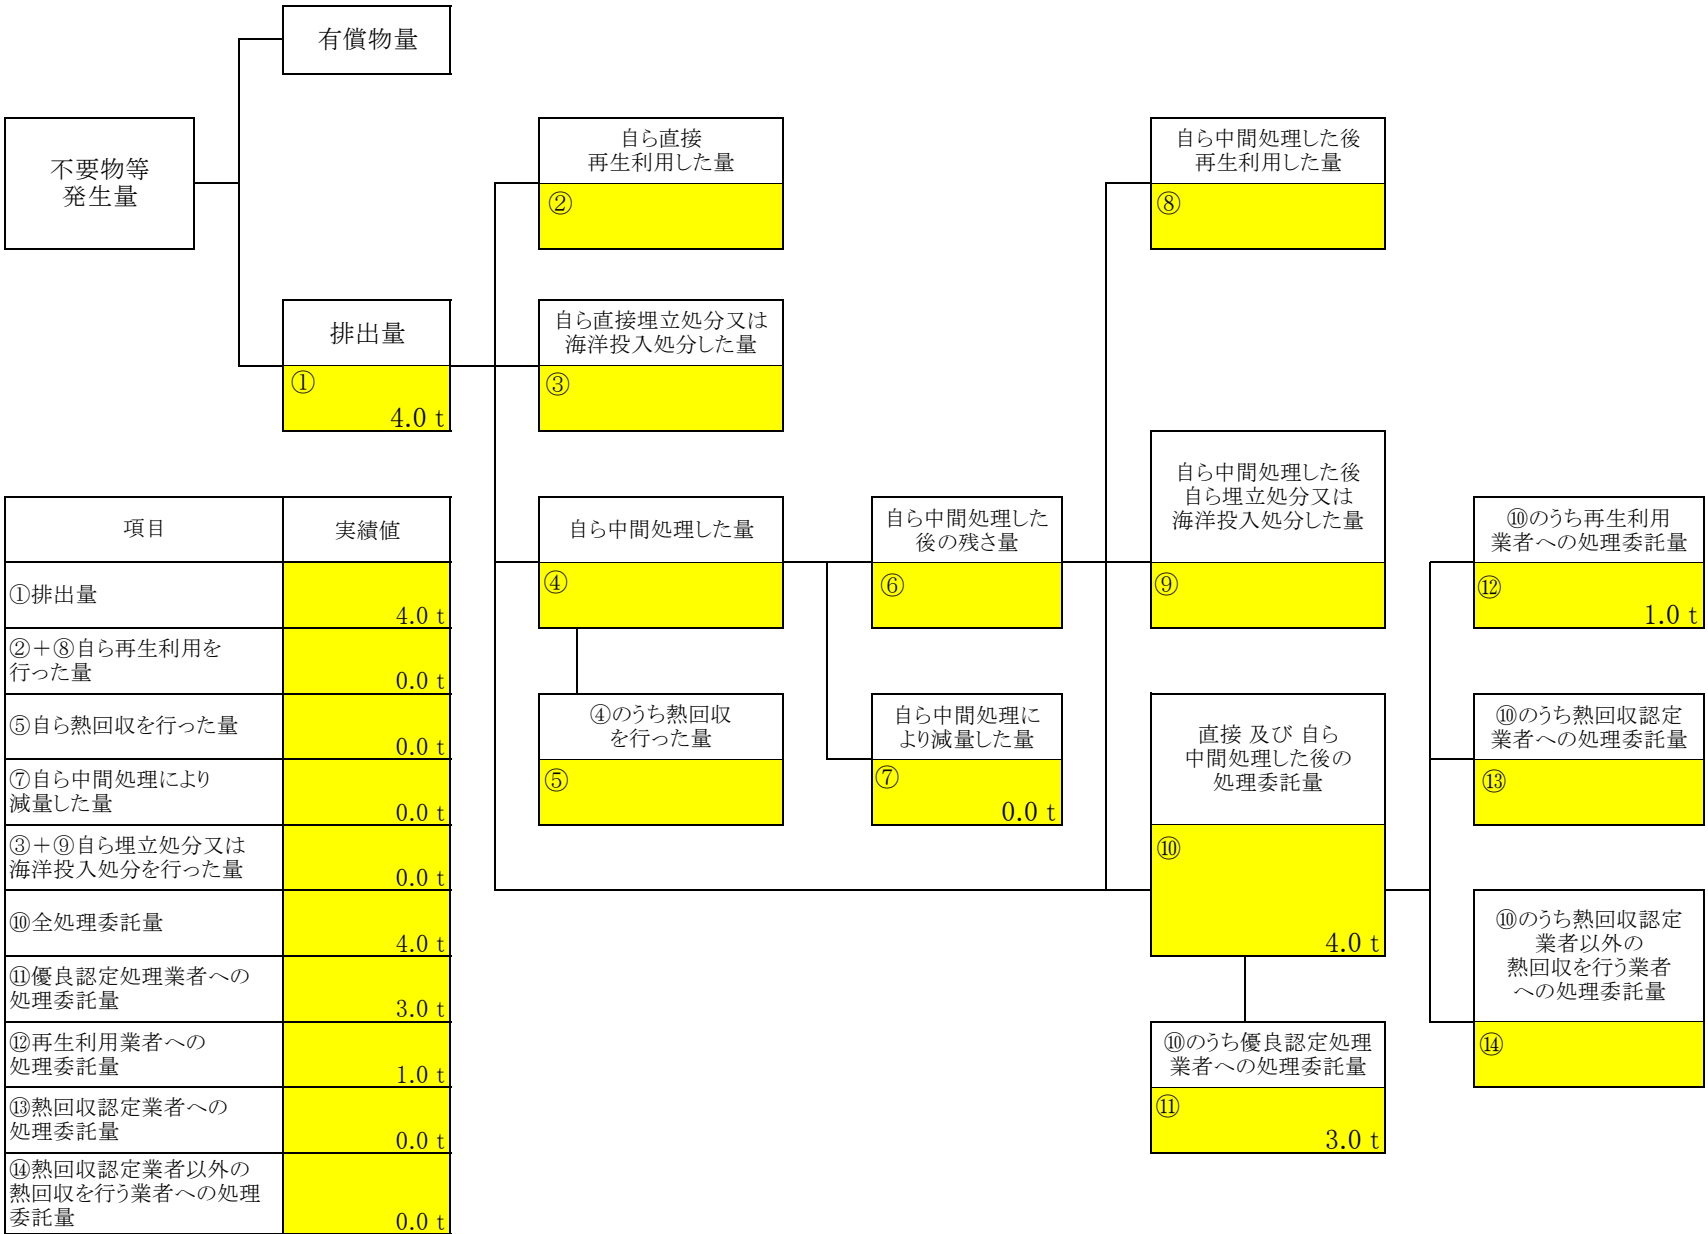 有償物量
不要物等
発生量
自ら直接
再生利用した量
②
自ら中間処理した後
再生利用した量
⑧
排出量
①
4.0 t
自ら直接埋立処分又は
海洋投入処分した量
③
自ら中間処理した量
④
自ら中間処理した
後の残さ量
⑥
自ら中間処理した後
自ら埋立処分又は
海洋投入処分した量
⑨
⑩のうち再生利用
業者への処理委託量
⑫
1.0 t
④のうち熱回収
を行った量
⑤
自ら中間処理に
より減量した量
⑦
0.0 t
直接 及び 自ら
中間処理した後の
処理委託量
⑩
4.0 t
⑩のうち熱回収認定
業者への処理委託量
⑬
⑩のうち熱回収認定
業者以外の
熱回収を行う業者
への処理委託量
⑭
⑩のうち優良認定処理
業者への処理委託量
⑪
3.0 t
項目 実績値
①排出量
4.0 t
②＋⑧自ら再生利用を
行った量
0.0 t
⑤自ら熱回収を行った量
0.0 t
⑦自ら中間処理により
減量した量
0.0 t
③＋⑨自ら埋立処分又は
海洋投入処分を行った量
0.0 t
⑩全処理委託量
4.0 t
⑪優良認定処理業者への
処理委託量
3.0 t
⑫再生利用業者への
処理委託量
1.0 t
⑬熱回収認定業者への
処理委託量
0.0 t
⑭熱回収認定業者以外の
熱回収を行う業者への処理
委託量
0.0 t